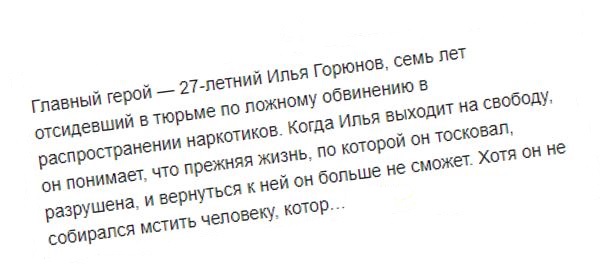 Главный герой — 27-летний Илья Горюнов, семь лет
отсидевший в тюрьме по ложному обвинению в
распространении наркотиков. Когда Илья выходит на свободу,
он понимает, что прежняя жизнь, по которой он тосковал,
разрушена, и вернуться к ней он больше не сможет. Хотя он не
собирался мстить человеку, котор…